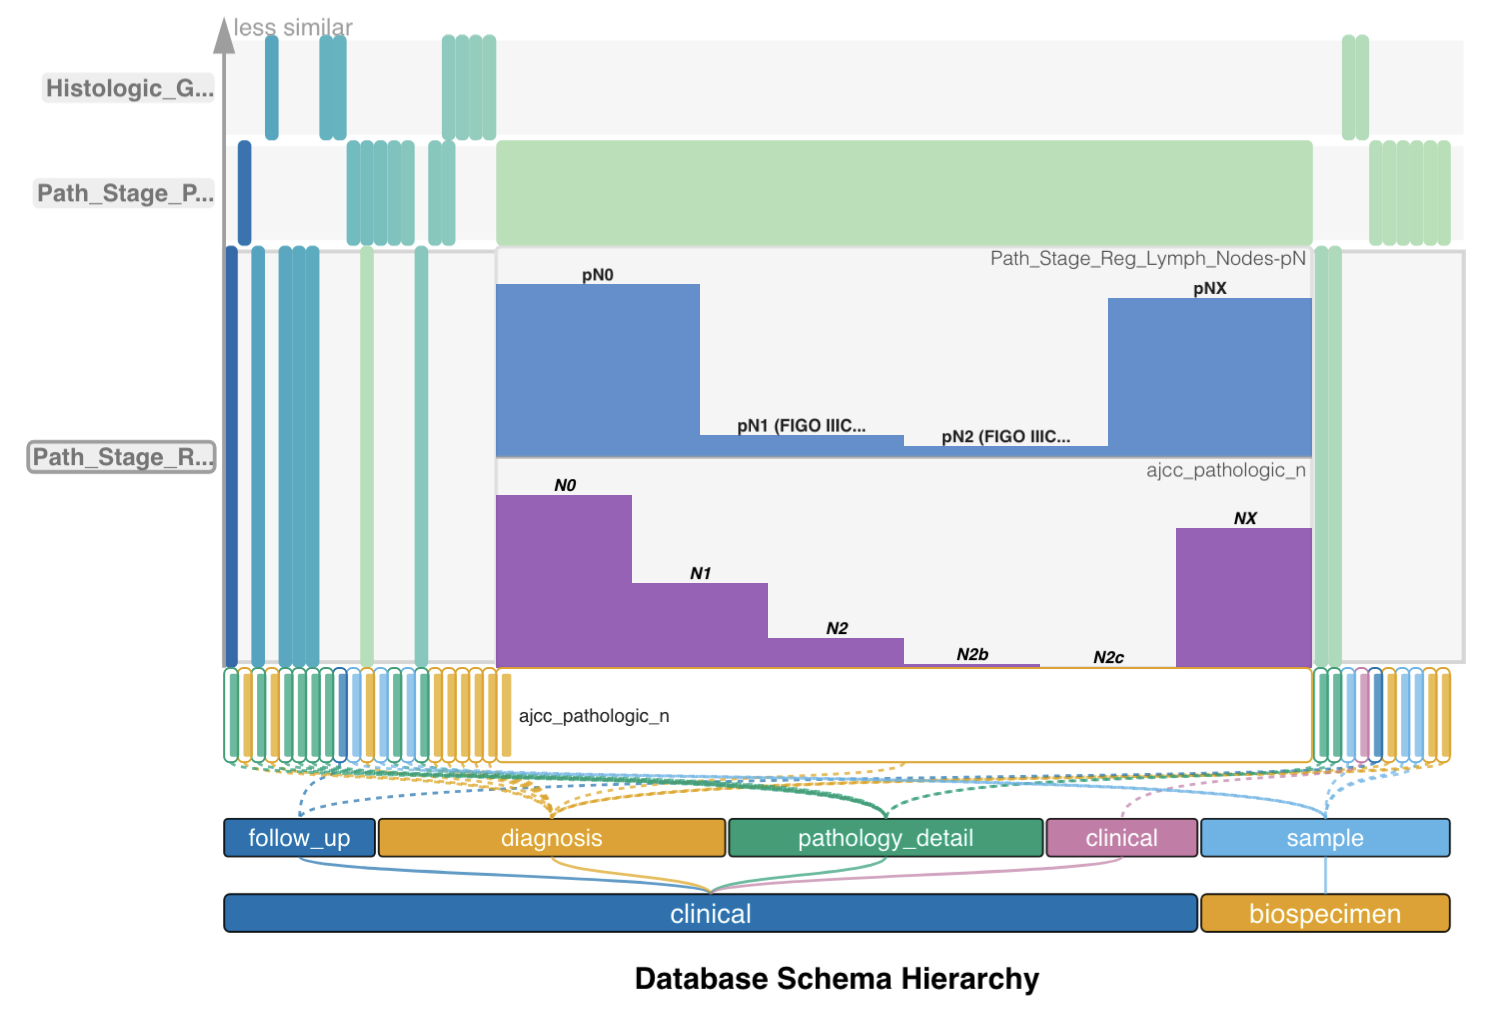 less similar
Histologic_G...
Path_Stage_P...
Path_Stage_Reg_Lymph_Nodes-pN
pN0
pNX
pN1 (FIGO IIIC...
pN2 (FIGO IIIC...
Path_Stage_R...
ajcc_pathologic_n
N0
NX
N1
N2
N2b
N2c
ajcc_pathologic_n
follow_up
diagnosis
pathology_detail
clinical
sample
clinical
biospecimen
Database Schema Hierarchy